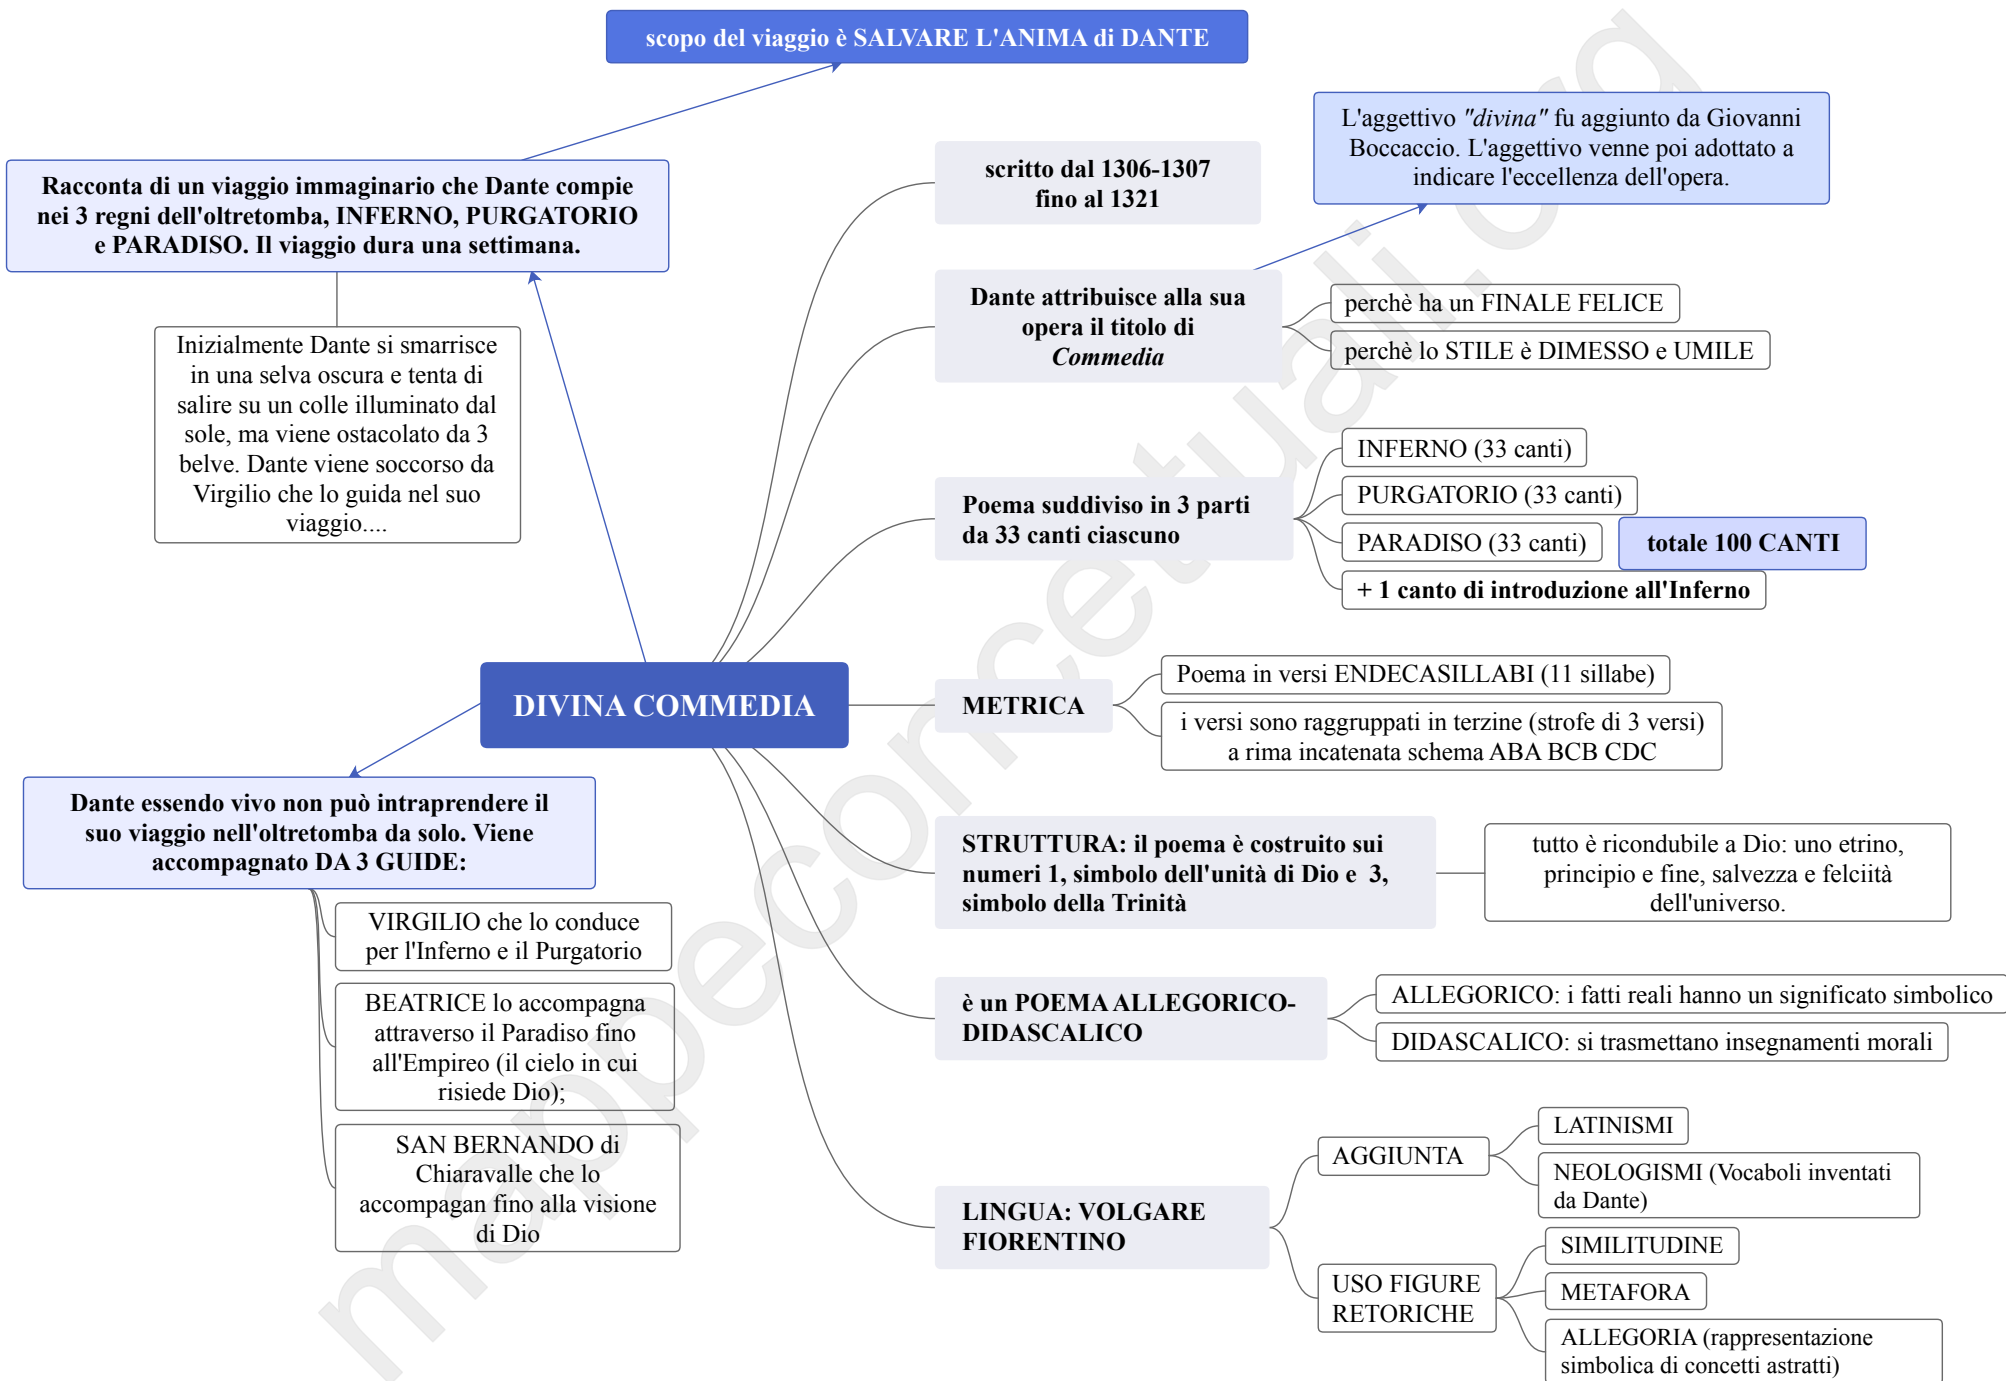 scopo del viaggio è SALVARE L'ANIMA di DANTE
L'aggettivo "divina" fu aggiunto da Giovanni
Boccaccio. L'aggettivo venne poi adottato a
indicare l'eccellenza dell'opera.
Racconta di un viaggio immaginario che Dante compie
nei 3 regni dell'oltretomba, INFERNO, PURGATORIO
e PARADISO. Il viaggio dura una settimana.
Inizialmente Dante si smarrisce
in una selva oscura e tenta di
salire su un colle illuminato dal
sole, ma viene ostacolato da 3
belve. Dante viene soccorso da
Virgilio che lo guida nel suo
viaggio....
scritto dal 1306-1307
fino al 1321
Dante attribuisce alla sua
opera il titolo di
Commedia
perchè ha un FINALE FELICE
perchè lo STILE è DIMESSO e UMILE
Poema suddiviso in 3 parti
da 33 canti ciascuno
INFERNO (33 canti)
PURGATORIO (33 canti)
PARADISO (33 canti)
totale 100 CANTI
+ 1 canto di introduzione all'Inferno
DIVINA COMMEDIA
METRICA
Poema in versi ENDECASILLABI (11 sillabe)
i versi sono raggruppati in terzine (strofe di 3 versi)
a rima incatenata schema ABA BCB CDC
Dante essendo vivo non può intraprendere il
suo viaggio nell'oltretomba da solo. Viene
accompagnato DA 3 GUIDE:
VIRGILIO che lo conduce
per l'Inferno e il Purgatorio
BEATRICE lo accompagna
attraverso il Paradiso fino
all'Empireo (il cielo in cui
risiede Dio);
SAN BERNANDO di
Chiaravalle che lo
accompagan fino alla visione
di Dio
STRUTTURA: il poema è costruito sui
numeri 1, simbolo dell'unità di Dio e 3,
simbolo della Trinità
tutto è ricondubile a Dio: uno etrino,
principio e fine, salvezza e felciità
dell'universo.
è un POEMA ALLEGORICO-
DIDASCALICO
ALLEGORICO: i fatti reali hanno un significato simbolico
DIDASCALICO: si trasmettano insegnamenti morali
LINGUA: VOLGARE
FIORENTINO
AGGIUNTA
LATINISMI
NEOLOGISMI (Vocaboli inventati
da Dante)
USO FIGURE
RETORICHE
SIMILITUDINE
METAFORA
ALLEGORIA (rappresentazione
simbolica di concetti astratti)
mappeconcettuali.org